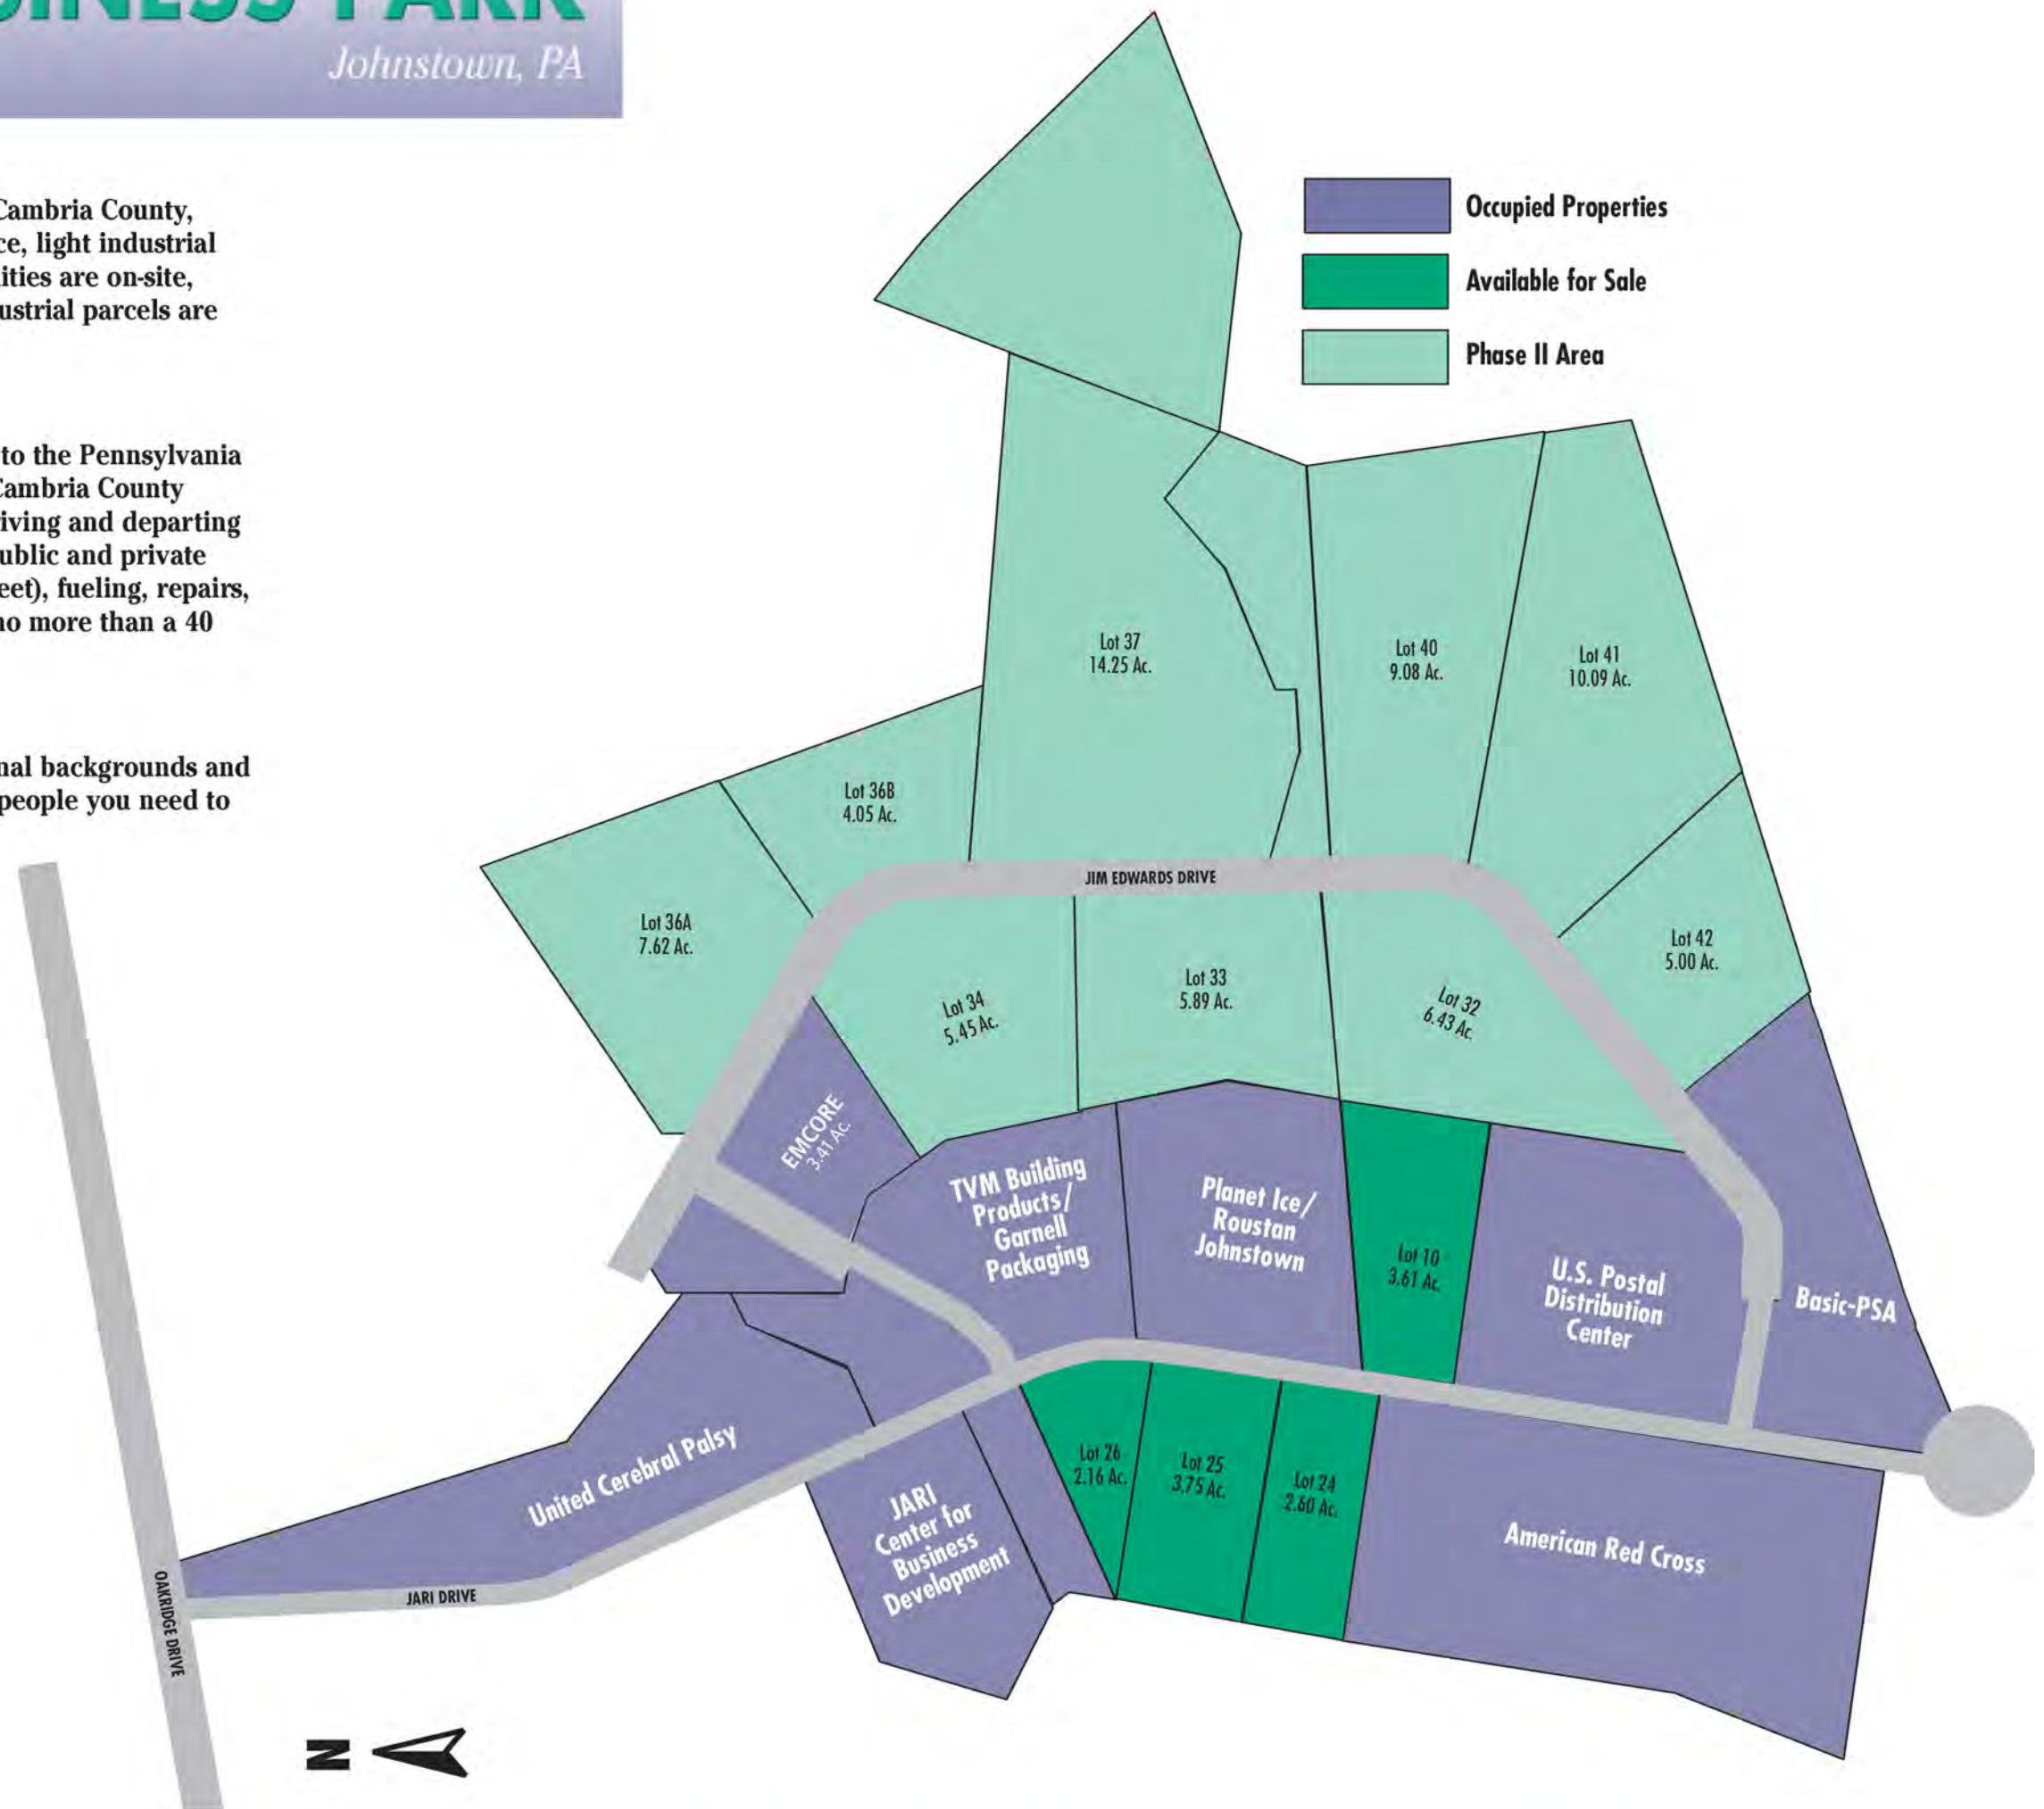 BUSINESS PARK
Johnstown, PA
Cambria County,
ce, light industrial
ities are on-site,
ustrial parcels are
to the Pennsylvania
Cambria County
iving and departing
ublic and private
eet), fueling, repairs,
no more than a 40
nal backgrounds and
people you need to
Occupied Properties
Available for Sale
Phase II Area
Lot 37
14.25 Ac.
Lot 40
9.08 Ac.
Lot 41
10.09 Ac.
Lot 36B
4.05 Ac.
JIM EDWARDS DRIVE
Lot 36A
7.62 Ac.
Lot 42
5.00 Ac.
Lot 34
5.45 Ac.
Lot 33
5.89 Ac.
Lot 32
6.43 Ac.
EMCORE
3.41 Ac.
TVM Building
Products/
Garnell
Packaging
Planet Ice/
Roustan
Johnstown
Lot 10
3.61 Ac.
U.S. Postal
Distribution
Center
Basic-PSA
United Cerebral Palsy
Lot 26
2.16 Ac.
Lot 25
3.75 Ac.
Lot 24
2.60 Ac.
JARI
Center for
Business
Development
American Red Cross
JARI DRIVE
OAKRIDGE DRIVE
N